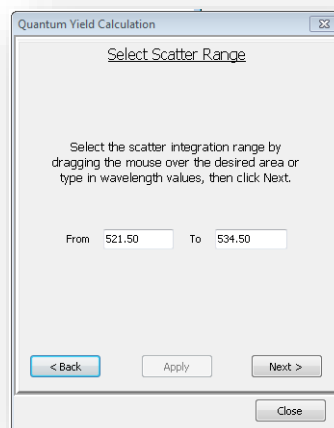 Quantum Yield Calculation
Select Scatter Range
Select the scatter integration range by
dragging the mouse over the desired area or
type in wavelength values, then click Next.
From 521.50 To 534.50
< Back Apply Next >
Close